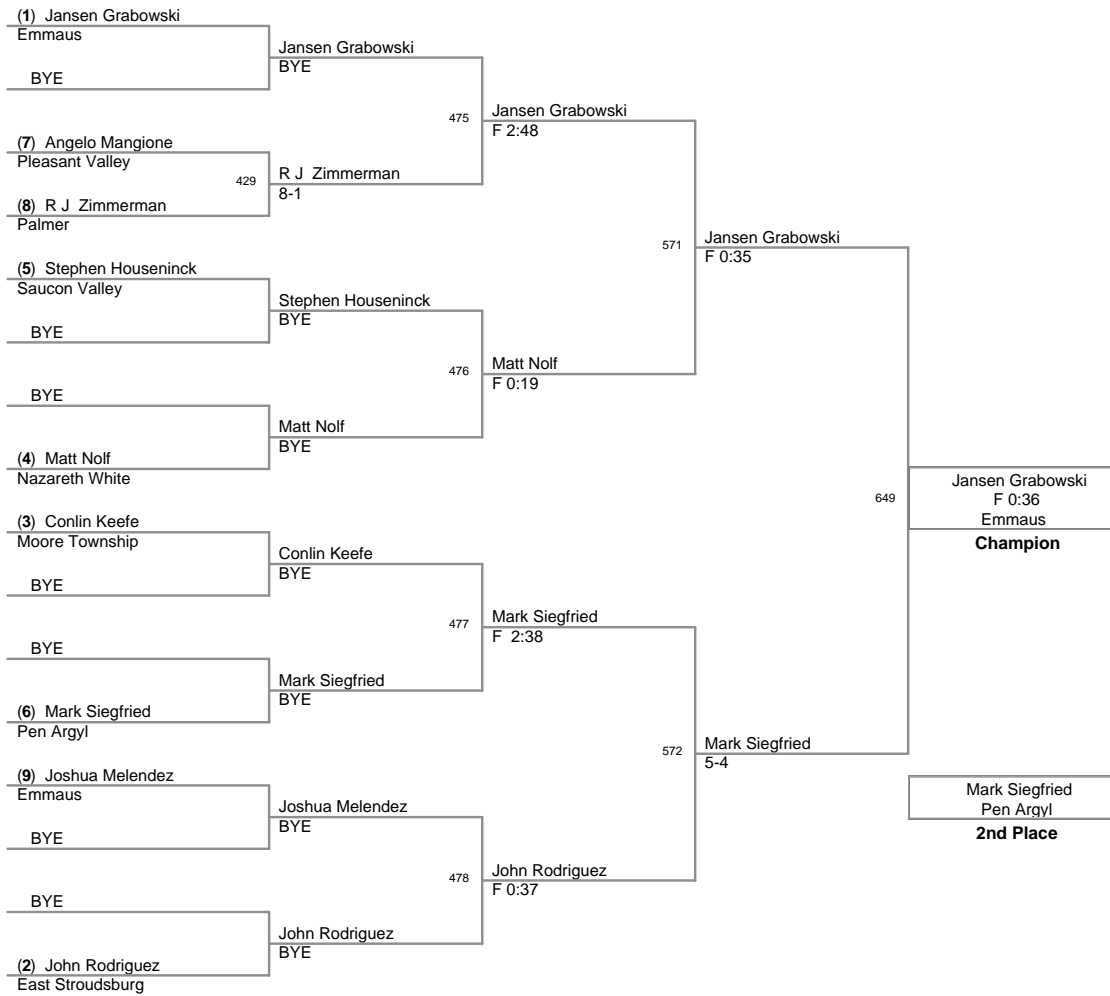 (1) Jansen Grabowski
Emmaus
BYE
(7) Angelo Mangione
Pleasant Valley
(8) R J Zimmerman
Palmer
(5) Stephen Houseninck
Saucon Valley
BYE
BYE
(4) Matt Nolf
Nazareth White
(3) Conlin Keefe
Moore Township
BYE
BYE
(6) Mark Siegfried
Pen Argyl
(9) Joshua Melendez
Emmaus
BYE
BYE
(2) John Rodriguez
East Stroudsburg
Jansen Grabowski
BYE
429
R J Zimmerman
8-1
Stephen Houseninck
BYE
Matt Nolf
BYE
Conlin Keefe
BYE
Mark Siegfried
BYE
Joshua Melendez
BYE
John Rodriguez
BYE
475
Jansen Grabowski
F 2:48
476
Matt Nolf
F 0:19
477
Mark Siegfried
F 2:38
478
John Rodriguez
F 0:37
571
Jansen Grabowski
F 0:35
572
Mark Siegfried
5-4
649
Jansen Grabowski
F 0:36
Emmaus
Champion
Mark Siegfried
Pen Argyl
2nd Place